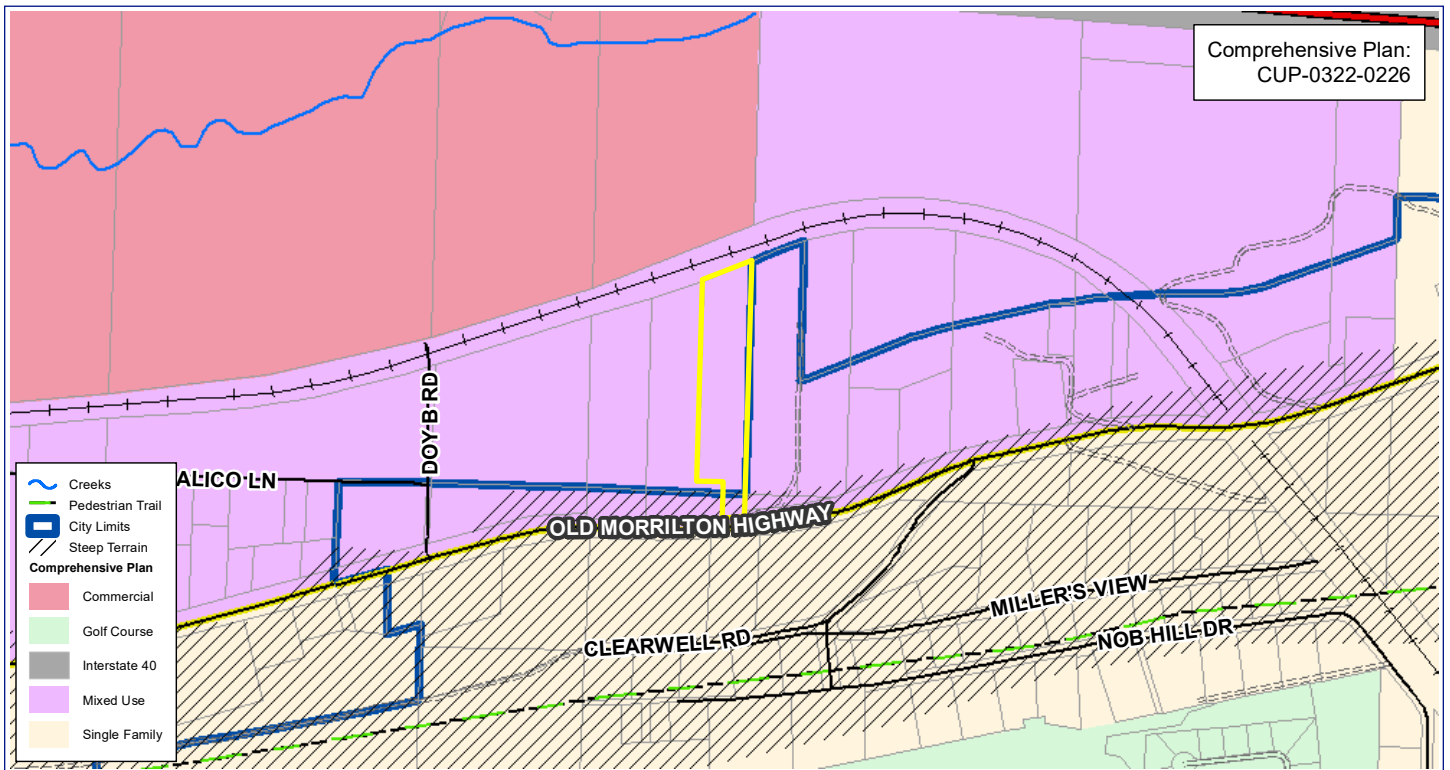 Comprehensive Plan:
CUP-0322-0226
DOY B RD
ALICO LN
OLD MORRILTON HIGHWAY
MILLER'S VIEW
CLEARWELL RD
NOB HILL DR
Creeks
Pedestrian Trail
City Limits
Steep Terrain
Comprehensive Plan
Commercial
Golf Course
Interstate 40
Mixed Use
Single Family